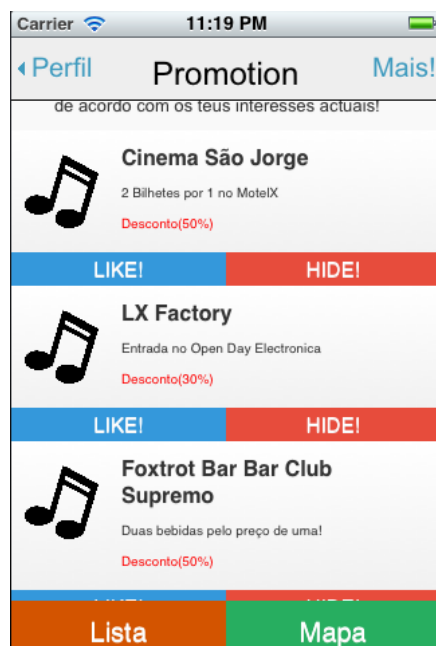 Carrier 11:19 PM
Perfil Promotion Mais!
de acordo com os teus interesses actuais!
Cinema São Jorge
2 Bilhetes por 1 no MotelX
Desconto(50%)
LIKE! HIDE!
LX Factory
Entrada no Open Day Electronica
Desconto(30%)
LIKE! HIDE!
Foxtrot Bar Bar Club
Supremo
Duas bebidas pelo preço de uma!
Desconto(50%)
LIKE! HIDE!
Lista Mapa